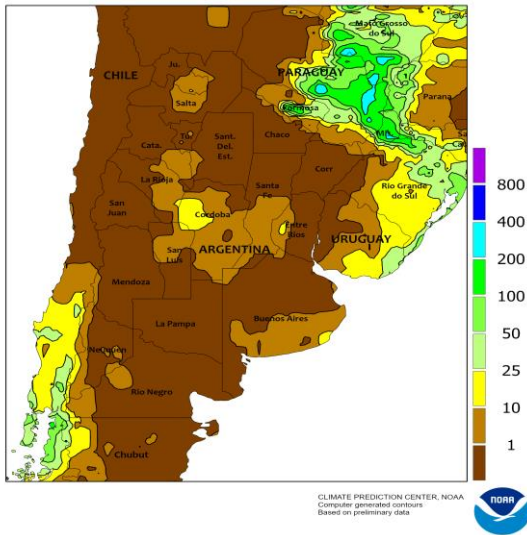 Mato Grosso
do Sul
CHILE
Ju.
PARAGUAY
Salta
Formosa
Parana
Tu.
Chaco
Cata.
Sant.
Del.
Est.
La Rioja
Corr
Santa
Fe
Rio Grande
do Sul
San
Juan
Cordoba
Entre
Rios
URUGUAY
San
Luis
ARGENTINA
Mendoza
La Pampa
Buenos Aires
Neuquen
Rio Negro
Chubut
800
400
200
100
50
25
10
1
CLIMATE PREDICTION CENTER, NOAA
Computer generated contours
Based on preliminary data
NOAA